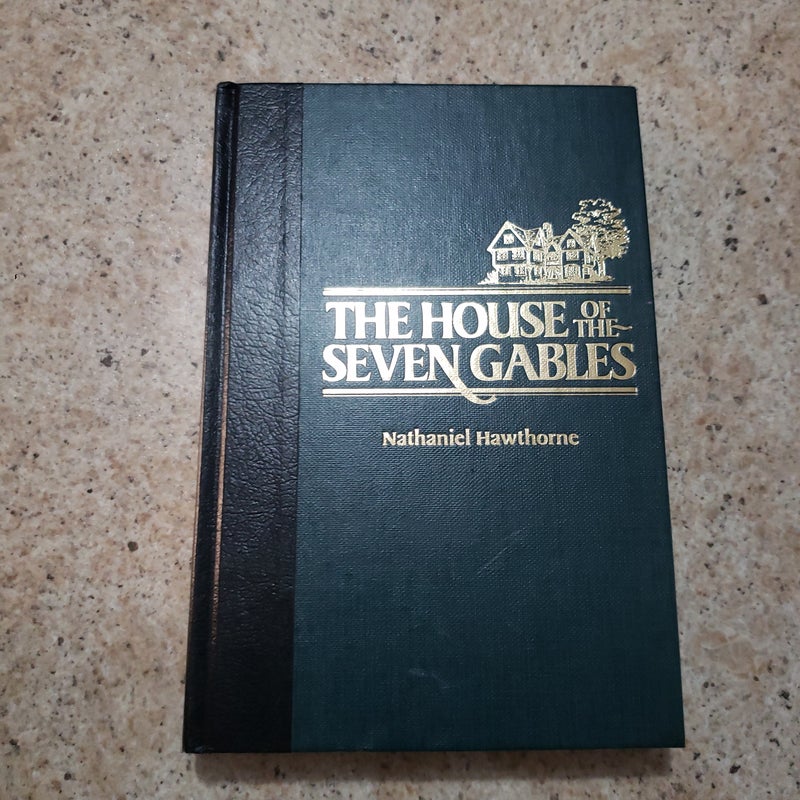 THE HOUSE OF THE
SEVEN GABLES
Nathaniel Hawthorne